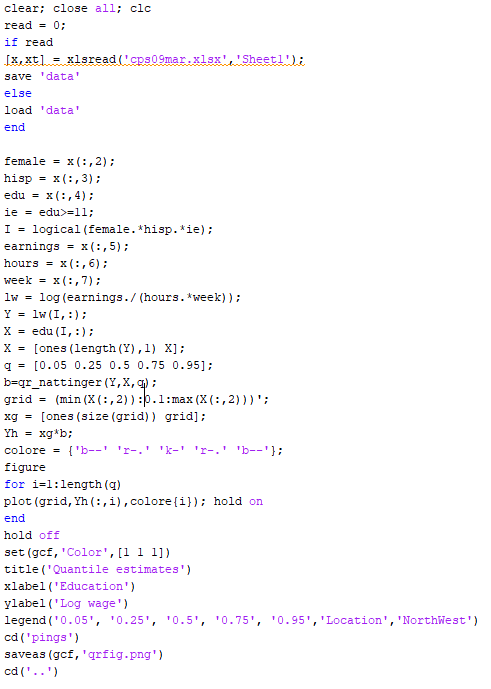 clear; close all; clc
read = 0;
if read
[x,xt] = xlsread('cps09mar.xlsx','Sheet1');
save 'data'
else
load 'data'
end
female = x(:,2);
hisp = x(:,3);
edu = x(:,4);
ie = edu>=11;
I = logical(female.*hisp.*ie);
earnings = x(:,5);
hours = x(:,6);
week = x(:,7);
lw = log(earnings./(hours.*week));
Y = lw(I,:);
X = edu(I,:);
X = [ones(length(Y),1) X];
q = [0.05 0.25 0.5 0.75 0.95];
b=qr_nattinger(Y,X,q);
grid = (min(X(:,2)):0.1:max(X(:,2)))';
xg = [ones(size(grid)) grid];
Yh = xg*b;
colore = {'b--' 'r-.' 'k-' 'r-.' 'b--'};
figure
for i=1:length(q)
plot(grid,Yh(:,i),colore{i}); hold on
end
hold off
set(gcf,'Color',[1 1 1])
title('Quantile estimates')
xlabel('Education')
ylabel('Log wage')
legend('0.05', '0.25', '0.5', '0.75', '0.95','Location','NorthWest')
cd('pings')
saveas(gcf,'qrfig.png')
cd('..')